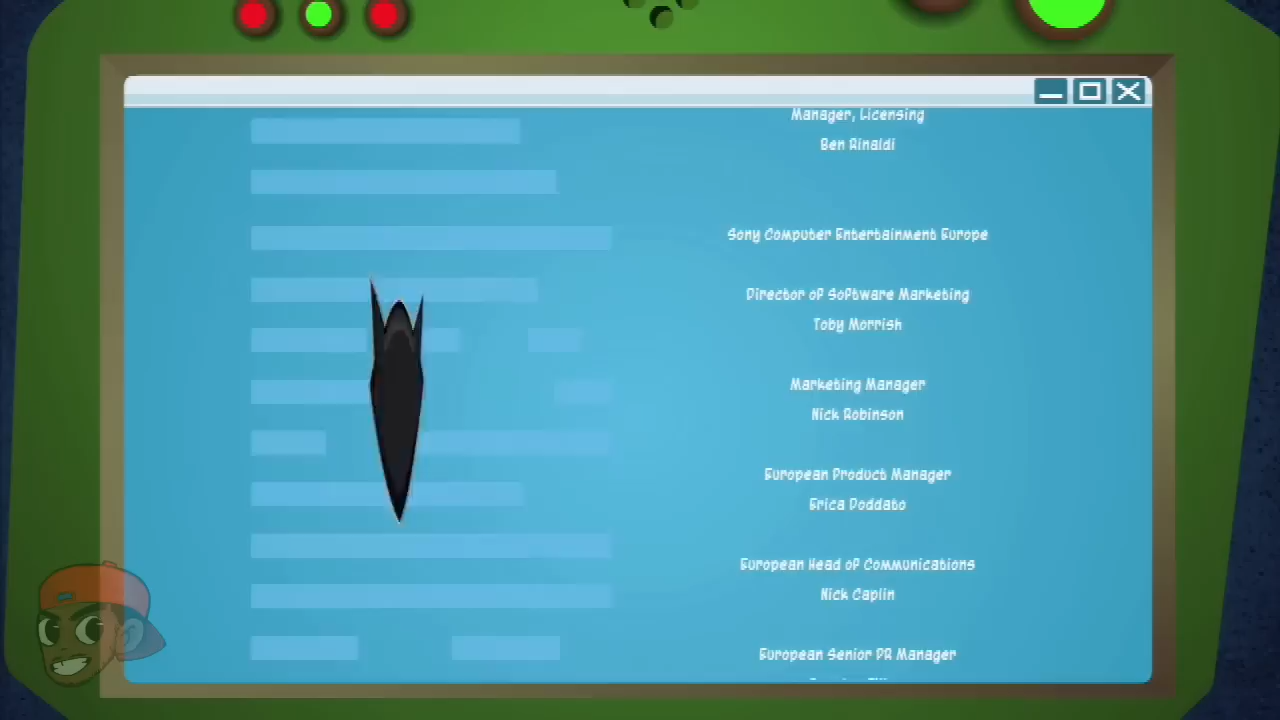 Manager, Licensing
Ben Rinaldi
Sony Computer Entertainment Europe
Director of Software Marketing
Toby Morrish
Marketing Manager
Nick Robinson
European Product Manager
Erica Poddato
European Head of Communications
Nick Caplin
European Senior PR Manager